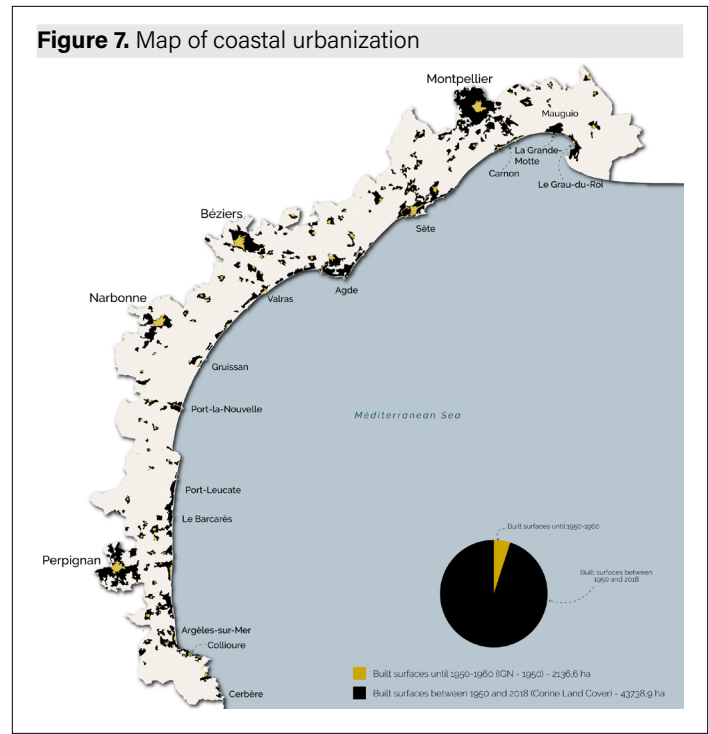 Figure 7. Map of coastal urbanization
Montpellier
Mauguio
La Grande-
Motte
Carnon
Le Grau-du-Roi
Sète
Béziers
Agde
Valras
Narbonne
Gruissan
Port-la-Nouvelle
Méditerranean Sea
Port-Leucate
Le Barcarès
Perpignan
Built surfaces until 1950-1960
Built surfaces between
1950 and 2018
Argèles-sur-Mer
Collioure
Cerbère
Built surfaces until 1950-1960 (IGN - 1950) - 2136,6 ha
Built surfaces between 1950 and 2018 (Corine Land Cover) - 43738,9 ha